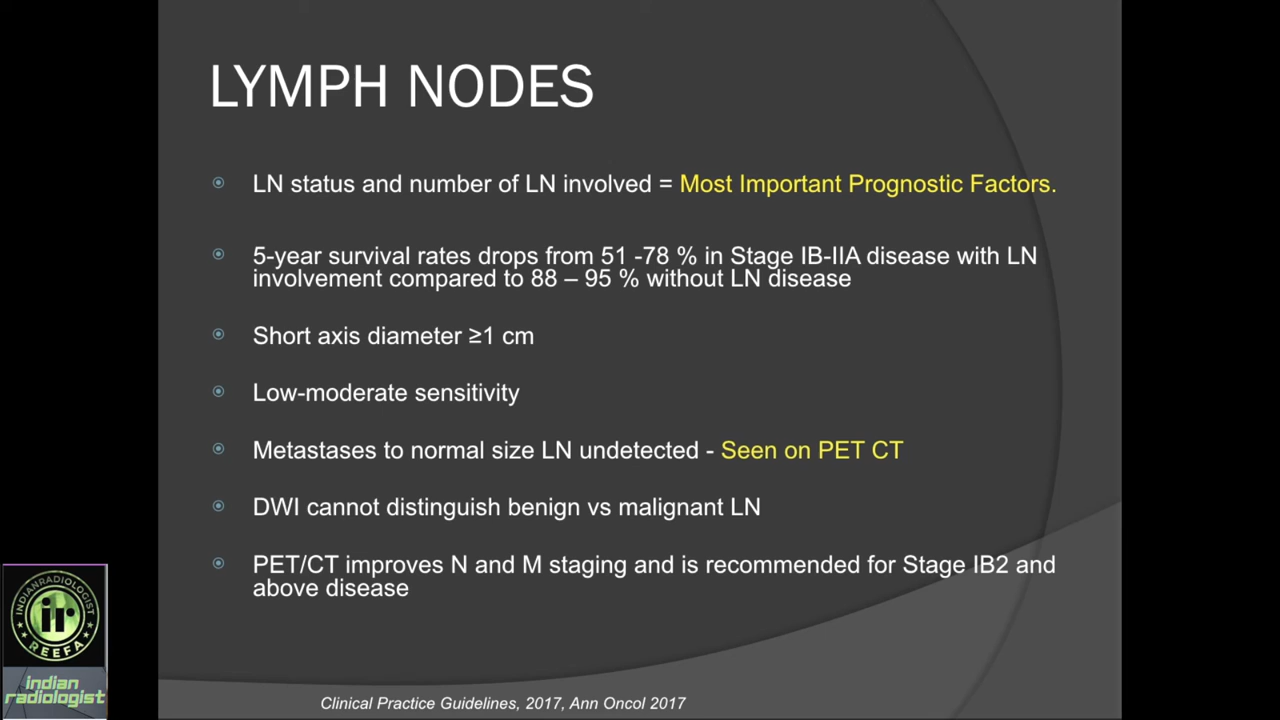 LYMPH NODES
LN status and number of LN involved = Most Important Prognostic Factors.
5-year survival rates drops from 51 -78 % in Stage IB-IIA disease with LN
involvement compared to 88 – 95 % without LN disease
Short axis diameter ≥1 cm
Low-moderate sensitivity
Metastases to normal size LN undetected - Seen on PET CT
DWI cannot distinguish benign vs malignant LN
PET/CT improves N and M staging and is recommended for Stage IB2 and
above disease
INDIANRADIOLOGIST
ir
REEFA
indian
radiologist
Clinical Practice Guidelines, 2017, Ann Oncol 2017